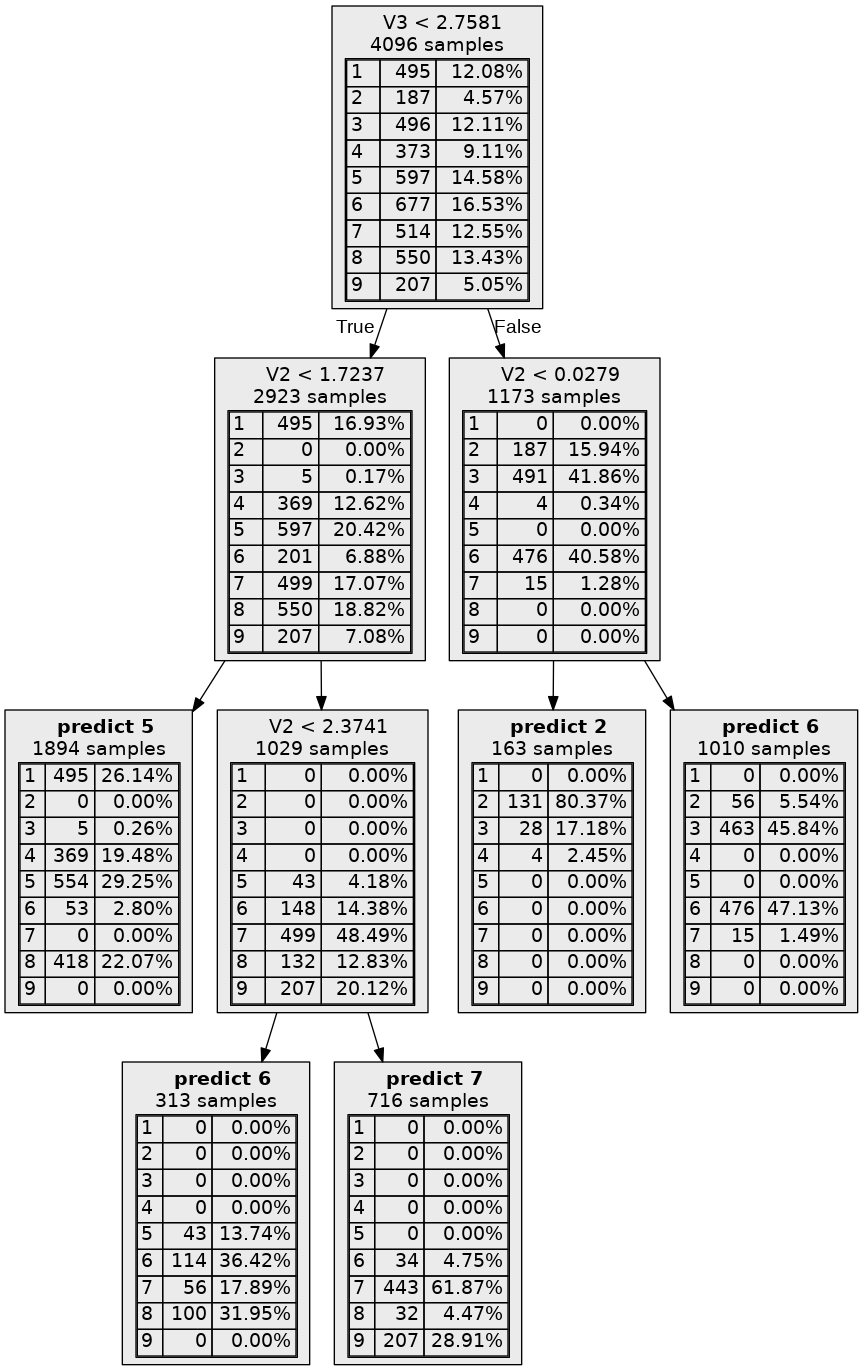 V3 < 2.7581
4096 samples
1 495 12.08%
2 187 4.57%
3 496 12.11%
4 373 9.11%
5 597 14.58%
6 677 16.53%
7 514 12.55%
8 550 13.43%
9 207 5.05%
True
False
V2 < 1.7237
2923 samples
1 495 16.93%
2 0 0.00%
3 5 0.17%
4 369 12.62%
5 597 20.42%
6 201 6.88%
7 499 17.07%
8 550 18.82%
9 207 7.08%
V2 < 0.0279
1173 samples
1 0 0.00%
2 187 15.94%
3 491 41.86%
4 4 0.34%
5 0 0.00%
6 476 40.58%
7 15 1.28%
8 0 0.00%
9 0 0.00%
predict 5
1894 samples
1 495 26.14%
2 0 0.00%
3 5 0.26%
4 369 19.48%
5 554 29.25%
6 53 2.80%
7 0 0.00%
8 418 22.07%
9 0 0.00%
V2 < 2.3741
1029 samples
1 0 0.00%
2 0 0.00%
3 0 0.00%
4 0 0.00%
5 43 4.18%
6 148 14.38%
7 499 48.49%
8 132 12.83%
9 207 20.12%
predict 2
163 samples
1 0 0.00%
2 131 80.37%
3 28 17.18%
4 4 2.45%
5 0 0.00%
6 0 0.00%
7 0 0.00%
8 0 0.00%
9 0 0.00%
predict 6
1010 samples
1 0 0.00%
2 56 5.54%
3 463 45.84%
4 0 0.00%
5 0 0.00%
6 476 47.13%
7 15 1.49%
8 0 0.00%
9 0 0.00%
predict 6
313 samples
1 0 0.00%
2 0 0.00%
3 0 0.00%
4 0 0.00%
5 43 13.74%
6 114 36.42%
7 56 17.89%
8 100 31.95%
9 0 0.00%
predict 7
716 samples
1 0 0.00%
2 0 0.00%
3 0 0.00%
4 0 0.00%
5 0 0.00%
6 34 4.75%
7 443 61.87%
8 32 4.47%
9 207 28.91%